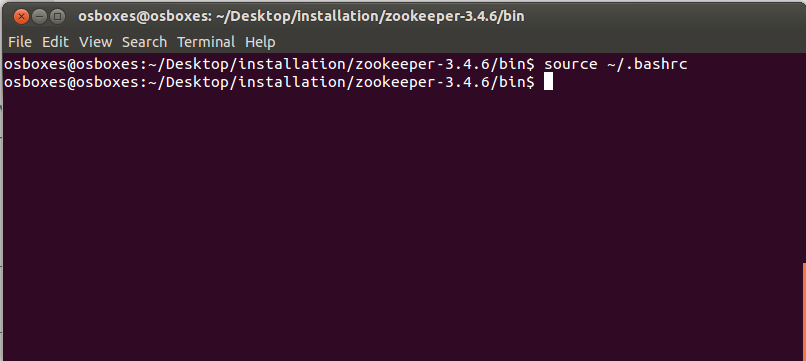 osboxes@osboxes: ~/Desktop/installation/zookeeper-3.4.6/bin
File Edit View Search Terminal Help
osboxes@osboxes:~/Desktop/installation/zookeeper-3.4.6/bin$ source ~/.bashrc
osboxes@osboxes:~/Desktop/installation/zookeeper-3.4.6/bin$